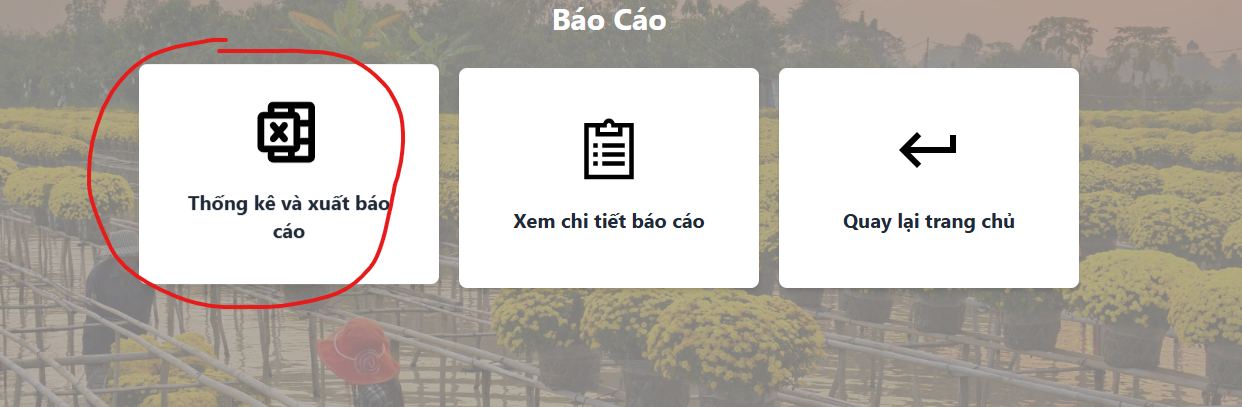 Báo Cáo
Thống kê và xuất báo
cáo
Xem chi tiết báo cáo
Quay lại trang chủ